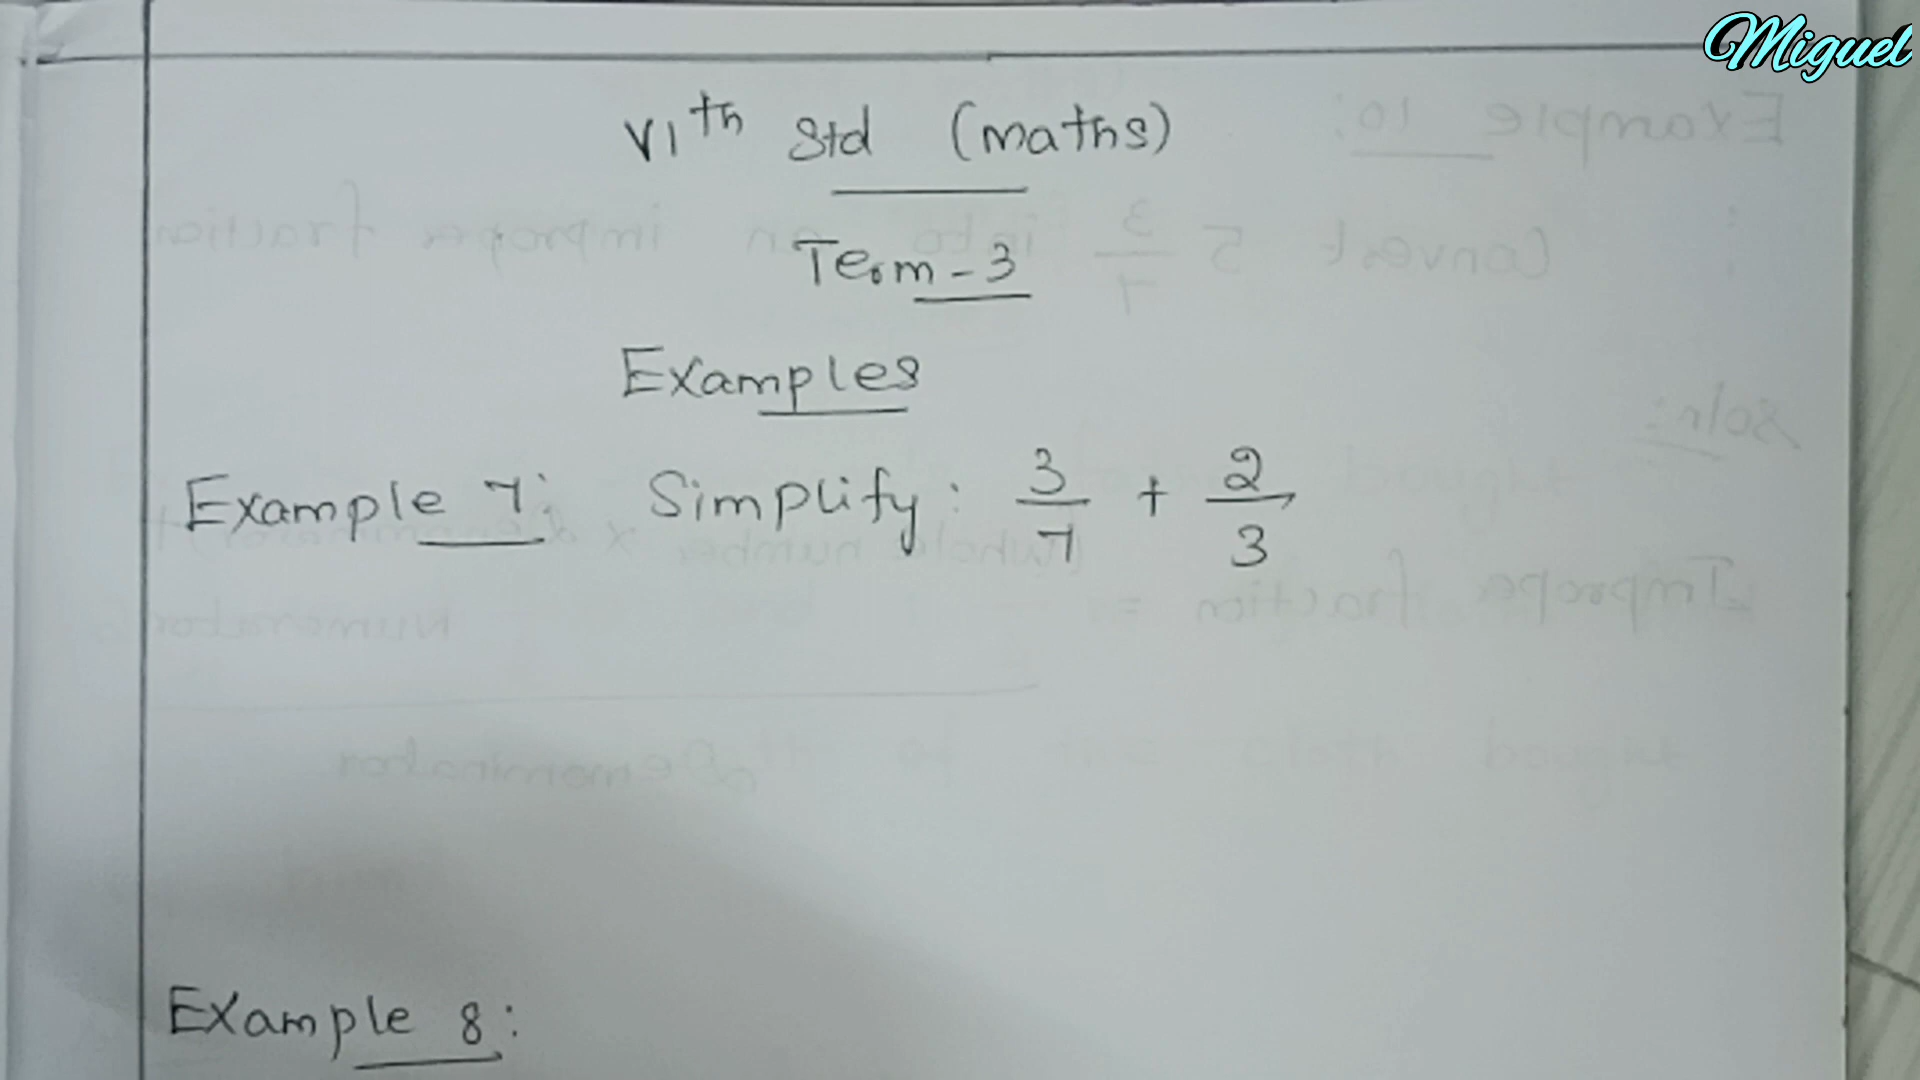 Miguel
VIth Std (maths)
Term - 3
Examples
Example 7: Simplify: 3/7 + 2/3
Example 8: